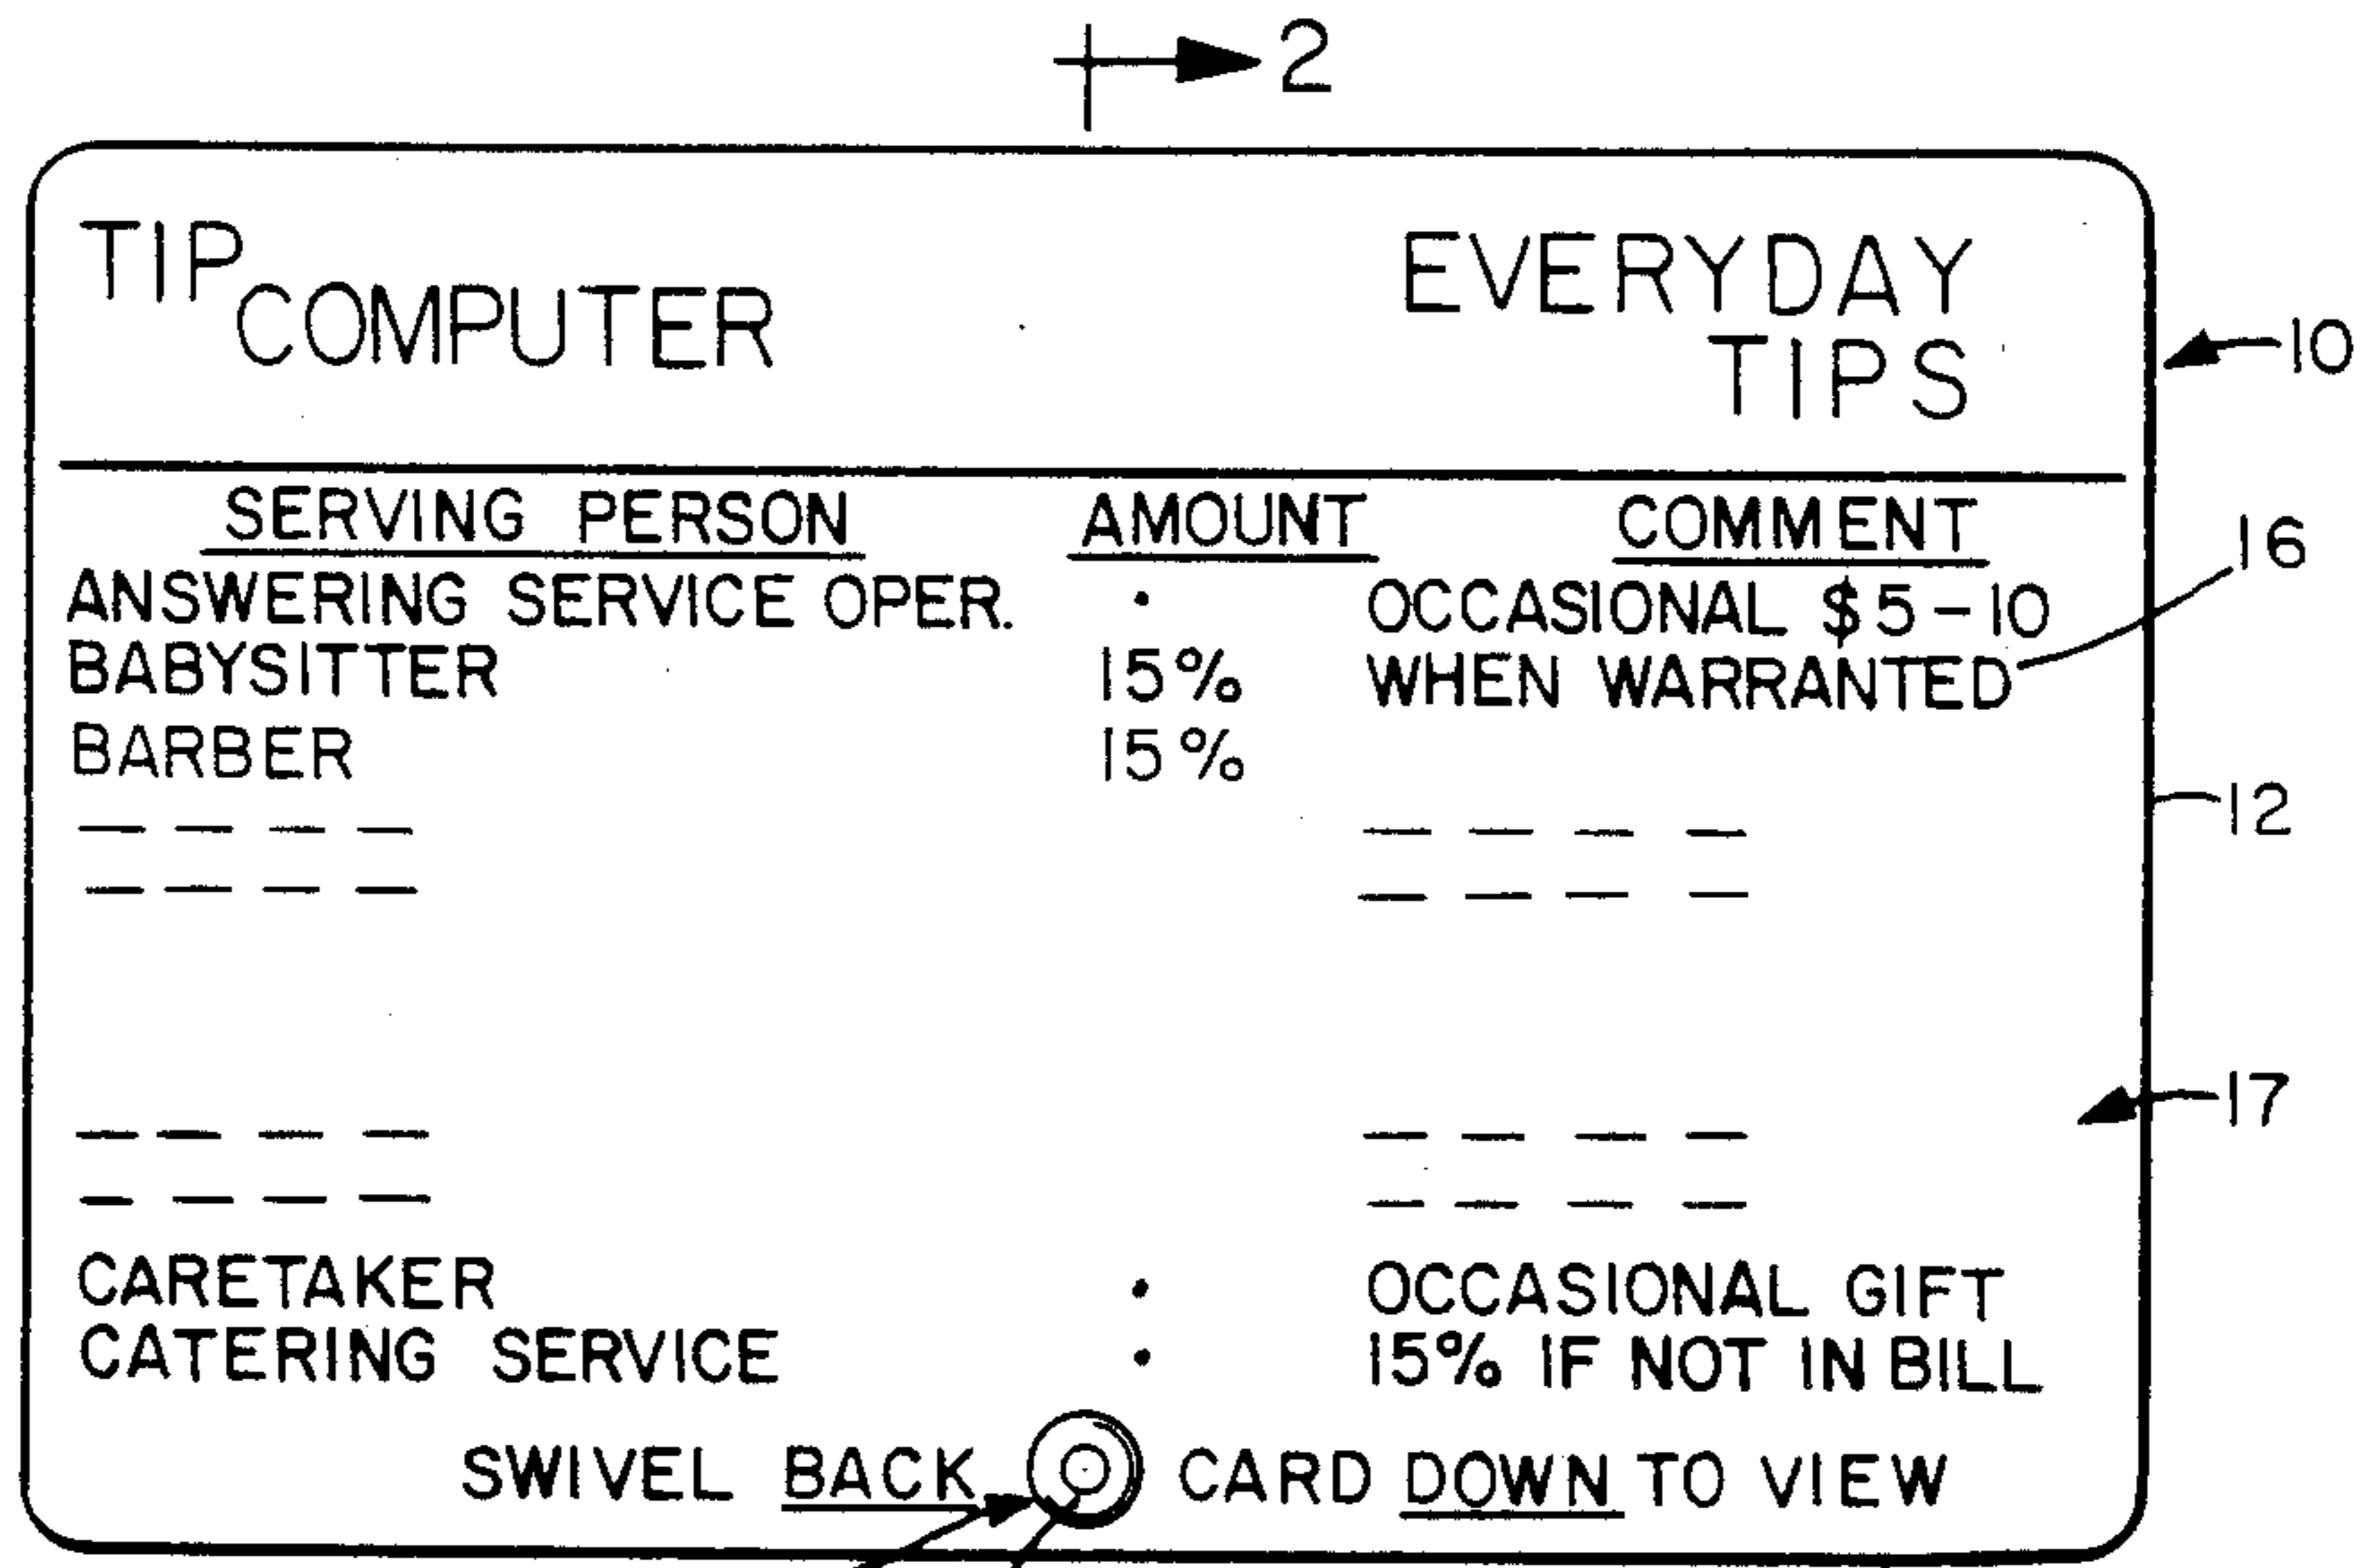 2
TIP COMPUTER
EVERYDAY TIPS
10
SERVING PERSON AMOUNT COMMENT
16
ANSWERING SERVICE OPER. . OCCASIONAL $5-10
BABYSITTER 15% WHEN WARRANTED
BARBER 15%
12
17
CARETAKER . OCCASIONAL GIFT
CATERING SERVICE . 15% IF NOT IN BILL
SWIVEL BACK CARD DOWN TO VIEW